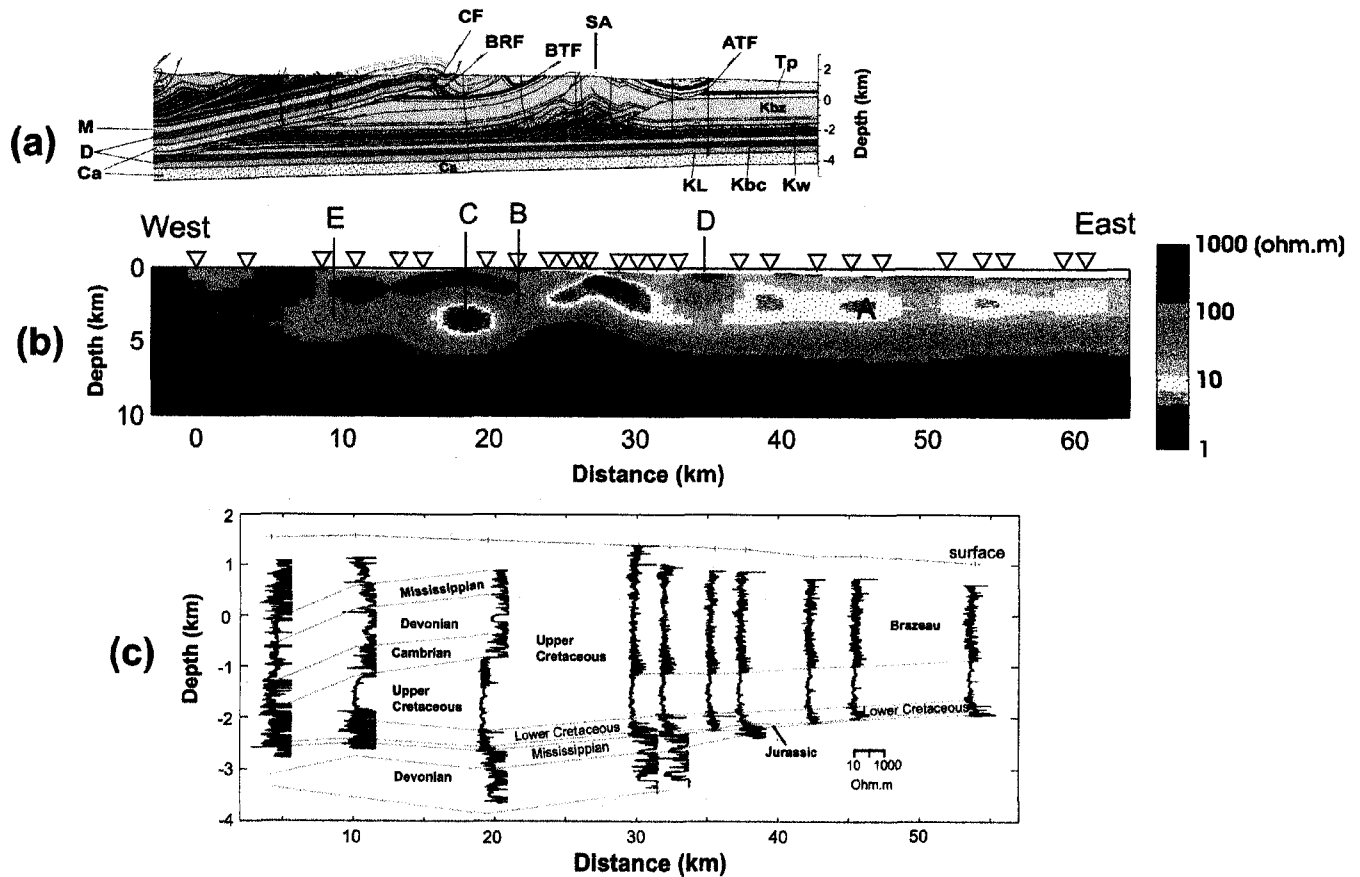 CF
SA
BRF
BTF
ATF
Tp
2
0
-2
-4
Depth (km)
Kbz
(a)
M
D
Ca
Ca
KL
Kbc
Kw
West
E
C
B
D
East
1000 (ohm.m)
100
10
1
(b)
Depth (km)
0
5
10
A
0
10
20
30
40
50
60
Distance (km)
(c)
Depth (km)
2
1
0
-1
-2
-3
-4
surface
Mississippian
Devonian
Cambrian
Upper
Cretaceous
Upper
Cretaceous
Brazeau
Lower Cretaceous
Lower Cretaceous
Mississippian
Jurassic
Devonian
10 1000
Ohm.m
10
20
30
40
50
Distance (km)